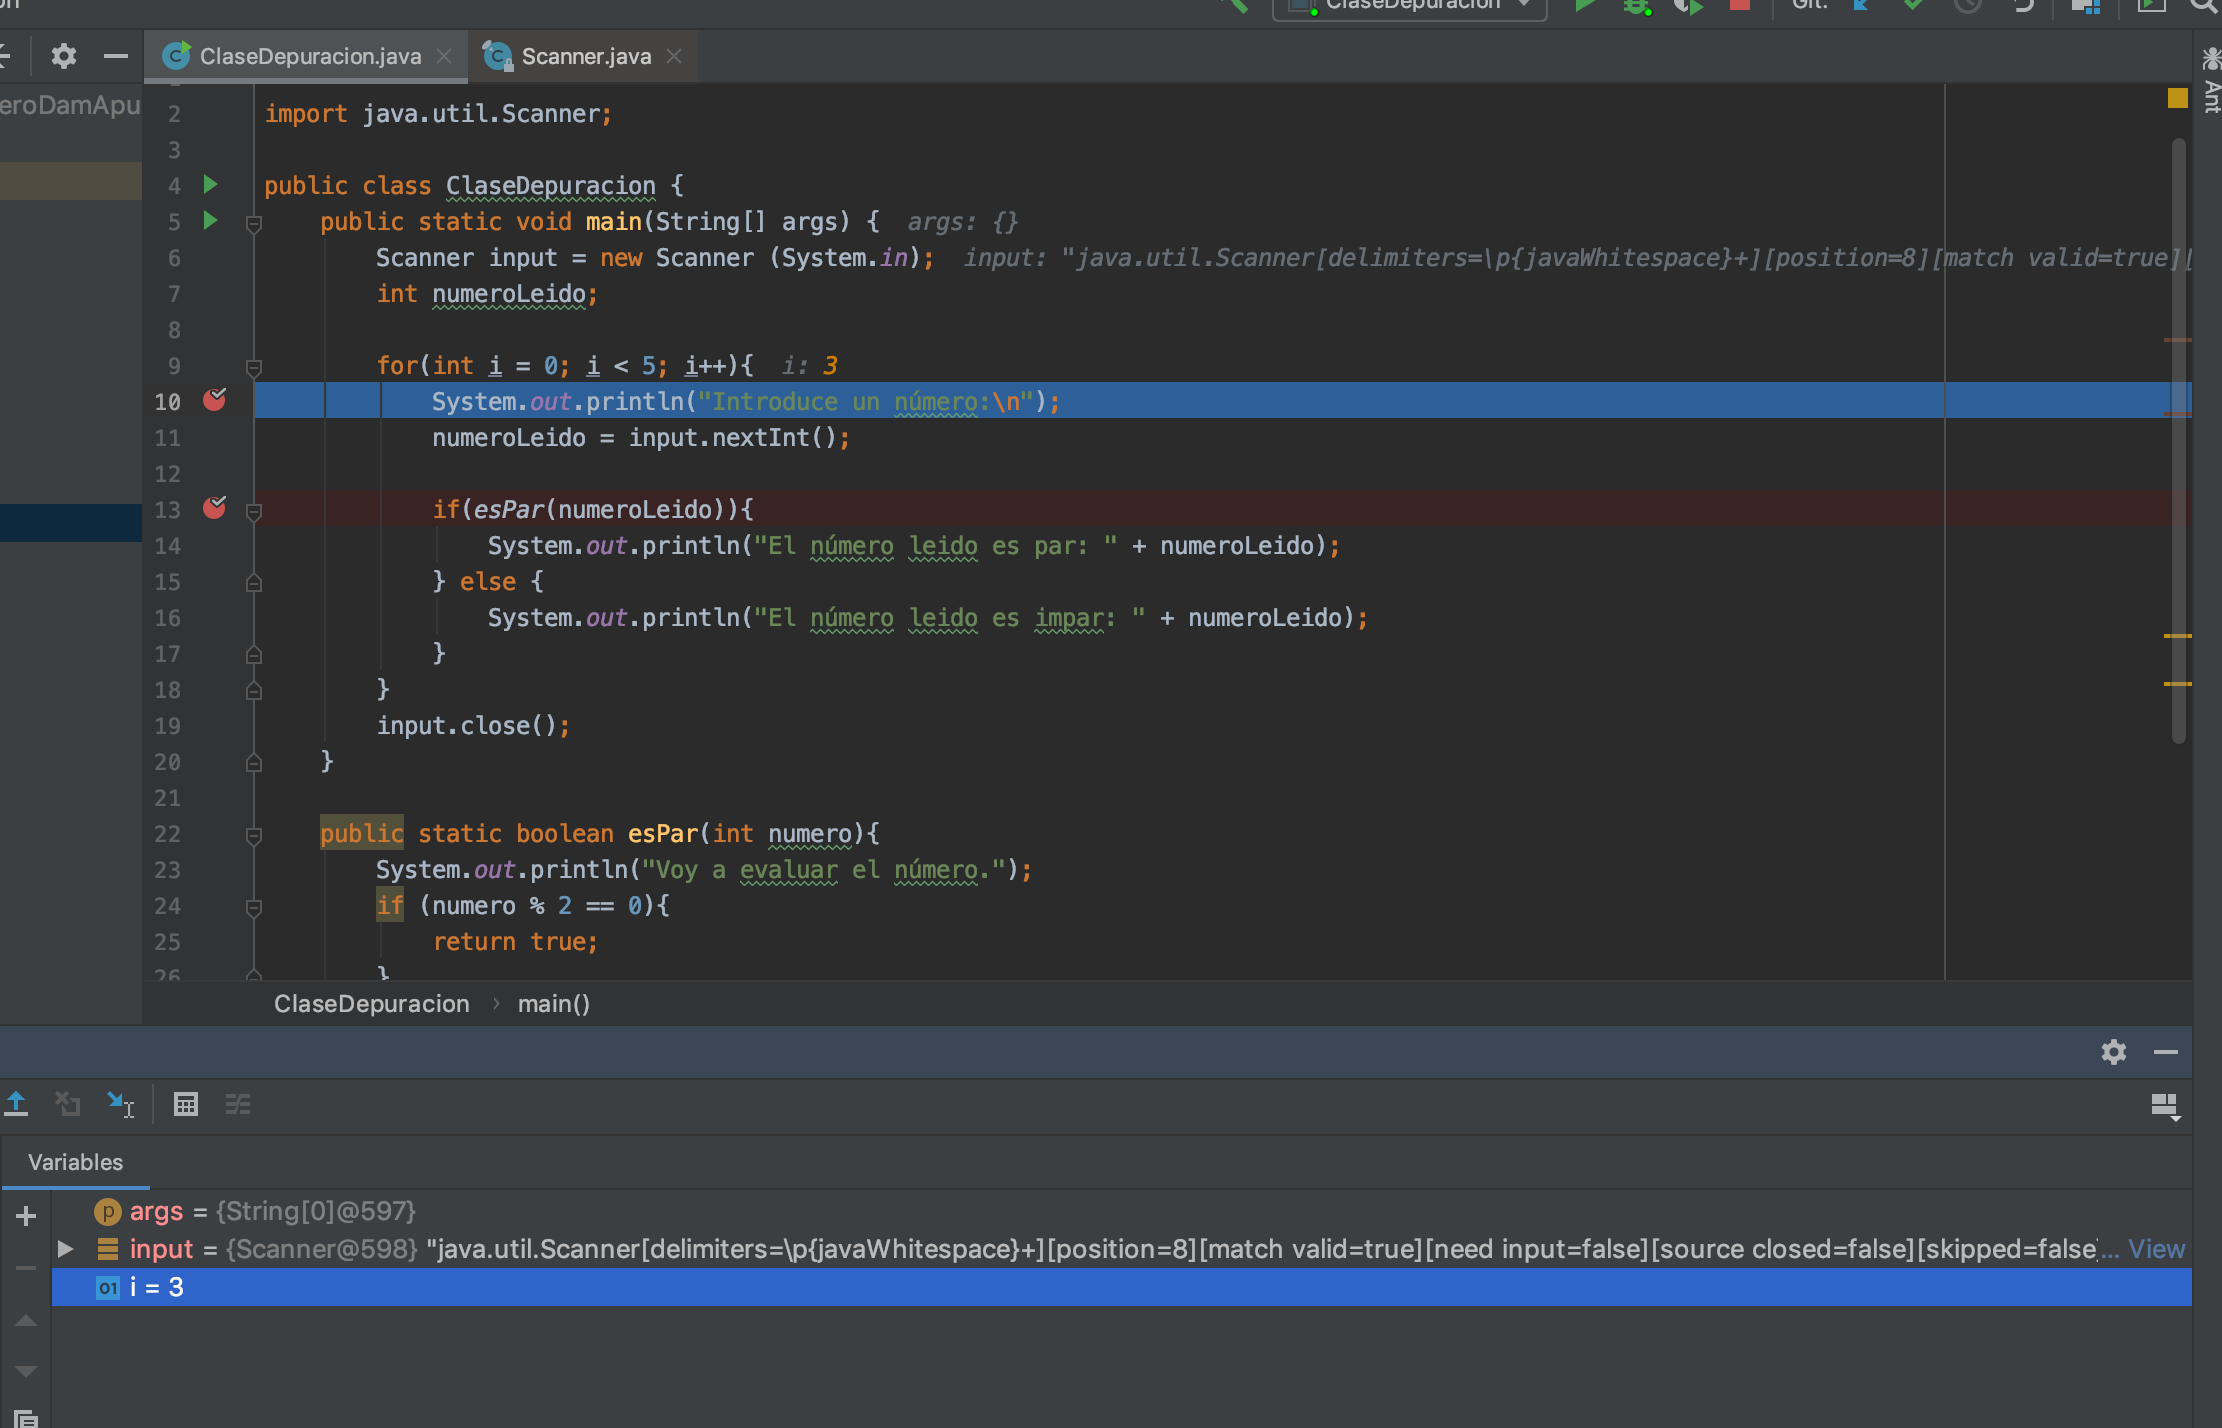 ClaseDepuracion
Git:
ClaseDepuracion.java
Scanner.java
Ant
eroDamApu
2 import java.util.Scanner;
3
4 public class ClaseDepuracion {
5 public static void main(String[] args) { args: {}
6 Scanner input = new Scanner (System.in); input: "java.util.Scanner[delimiters=\p{javaWhitespace}+][position=8][match valid=true][
7 int numeroLeido;
8
9 for(int i = 0; i < 5; i++){ i: 3
10 System.out.println("Introduce un número:\n");
11 numeroLeido = input.nextInt();
12
13 if(esPar(numeroLeido)){
14 System.out.println("El número leido es par: " + numeroLeido);
15 } else {
16 System.out.println("El número leido es impar: " + numeroLeido);
17 }
18 }
19 input.close();
20 }
21
22 public static boolean esPar(int numero){
23 System.out.println("Voy a evaluar el número.");
24 if (numero % 2 == 0){
25 return true;
26 }
ClaseDepuracion › main()
Variables
p args = {String[0]@597}
input = {Scanner@598} "java.util.Scanner[delimiters=\p{javaWhitespace}+][position=8][match valid=true][need input=false][source closed=false][skipped=false]... View
01 i = 3